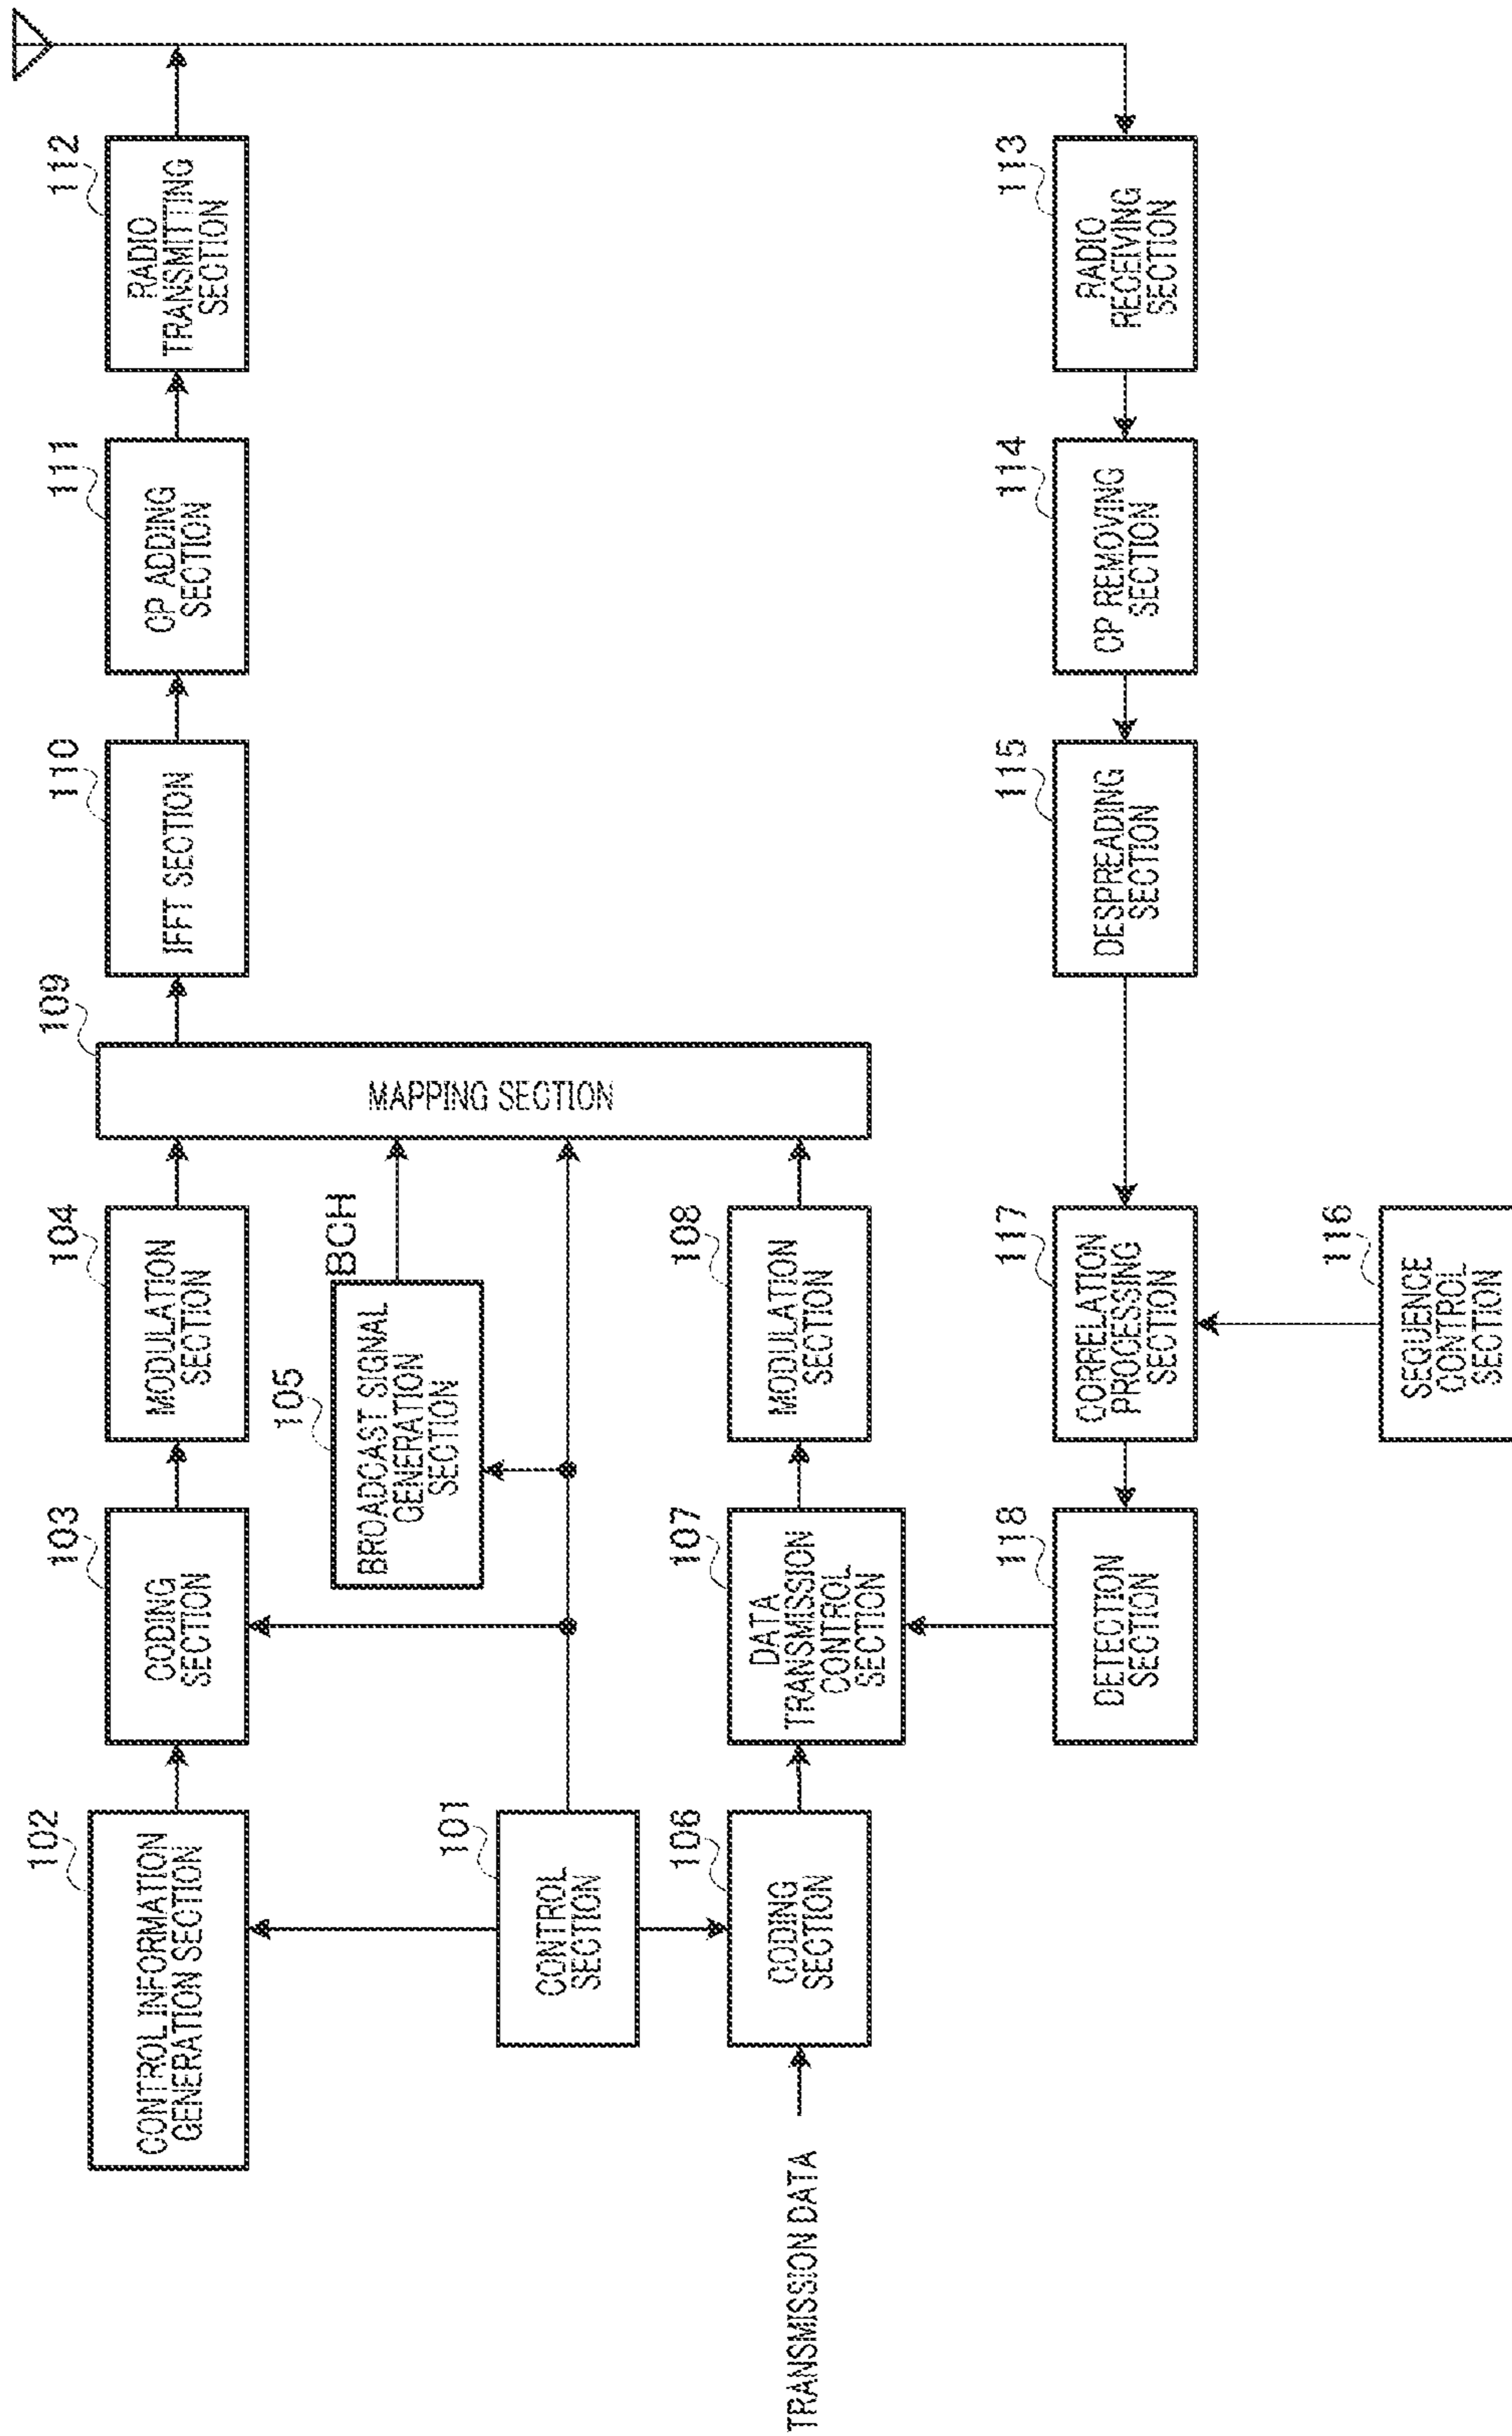 102
CONTROL INFORMATION
GENERATION SECTION
103
CODING
SECTION
104
MODULATION
SECTION
109
MAPPING SECTION
110
IFFT SECTION
111
CP ADDING
SECTION
112
RADIO
TRANSMITTING
SECTION
105
BROADCAST SIGNAL
GENERATION
SECTION
BCH
101
CONTROL
SECTION
TRANSMISSION DATA
106
CODING
SECTION
107
DATA
TRANSMISSION
CONTROL
SECTION
108
MODULATION
SECTION
118
DETECTION
SECTION
117
CORRELATION
PROCESSING
SECTION
115
DESPREADING
SECTION
114
CP REMOVING
SECTION
113
RADIO
RECEIVING
SECTION
116
SEQUENCE
CONTROL
SECTION